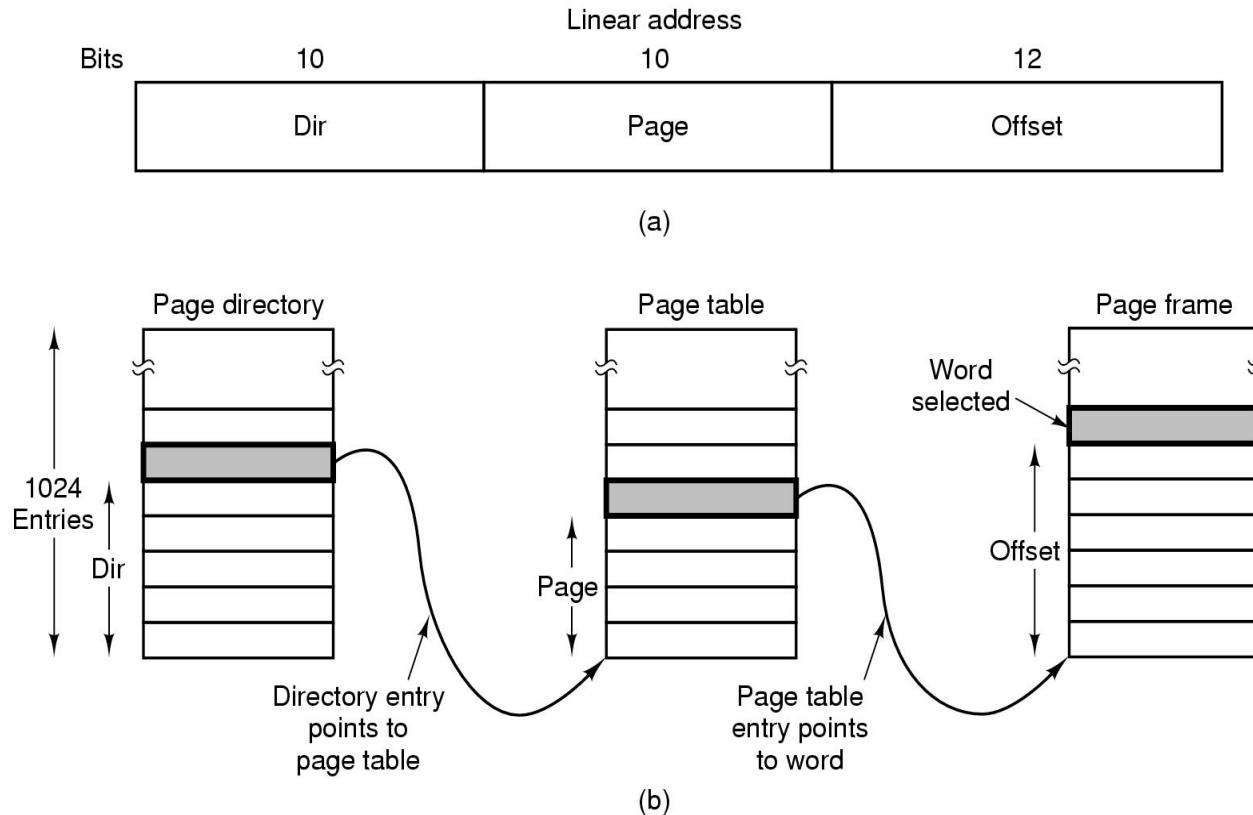 Linear address
Bits 10 10 12
Dir Page Offset
(a)
Page directory Page table Page frame
Word
selected
1024
Entries
Dir
Page
Offset
Directory entry
points to
page table
Page table
entry points
to word
(b)